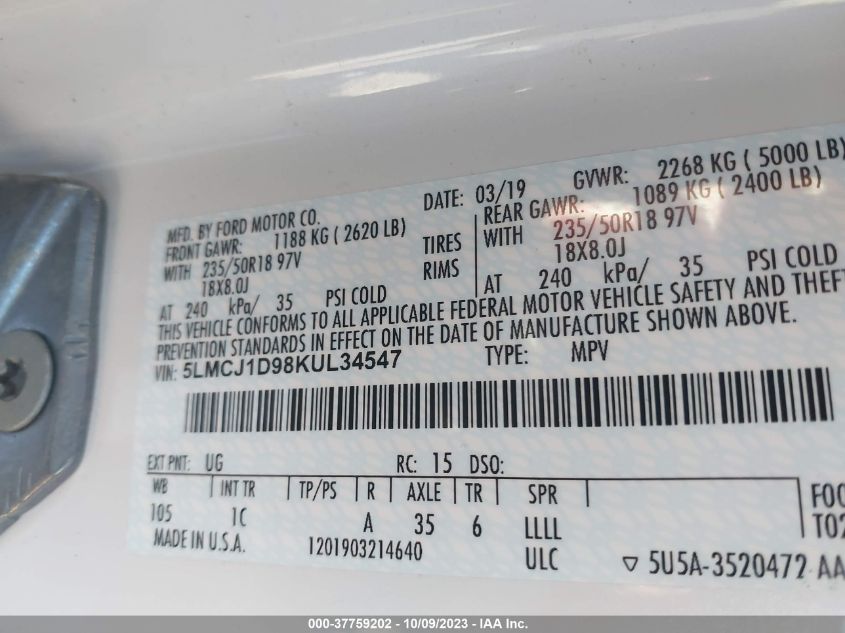 MFD. BY FORD MOTOR CO.
DATE: 03/19
GVWR: 2268 KG ( 5000 LB)
FRONT GAWR: 1188 KG ( 2620 LB)
REAR GAWR: 1089 KG ( 2400 LB)
WITH 235/50R18 97V TIRES WITH 235/50R18 97V
18X8.0J RIMS 18X8.0J
AT 240 kPa/ 35 PSI COLD AT 240 kPa/ 35 PSI COLD
THIS VEHICLE CONFORMS TO ALL APPLICABLE FEDERAL MOTOR VEHICLE SAFETY AND THEFT
PREVENTION STANDARDS IN EFFECT ON THE DATE OF MANUFACTURE SHOWN ABOVE.
VIN: 5LMCJ1D98KUL34547 TYPE: MPV
EXT PNT: UG RC: 15 DSO:
WB INT TR TP/PS R AXLE TR SPR
105 1C A 35 6 LLLL
FOC
T02
MADE IN U.S.A. 1201903214640 ULC
5U5A-3520472 AA
000-37759202 - 10/09/2023 - IAA Inc.